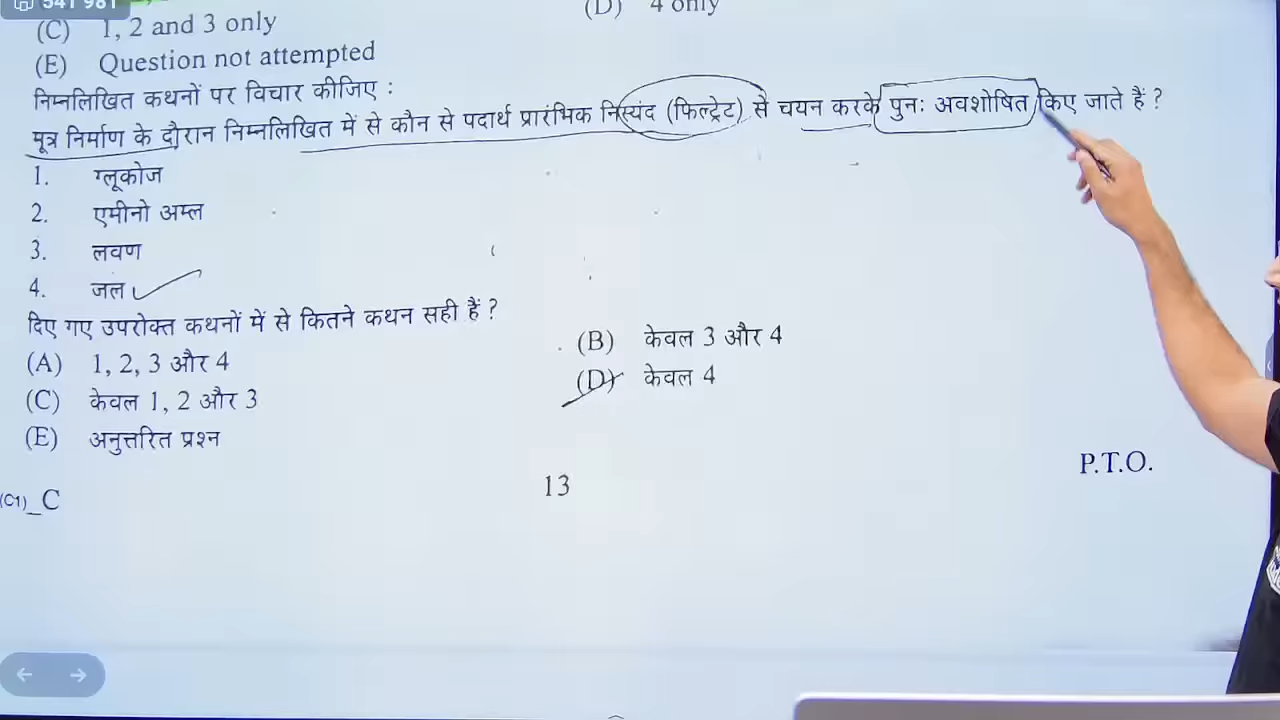 541 981
(D) 4 only
(C) 1, 2 and 3 only
(E) Question not attempted
निम्नलिखित कथनों पर विचार कीजिए :
मूत्र निर्माण के दौरान निम्नलिखित में से कौन से पदार्थ प्रारंभिक निस्यंद (फिल्ट्रेट) से चयन करके पुनः अवशोषित किए जाते हैं ?
1. ग्लूकोज
2. एमीनो अम्ल
3. लवण
4. जल
दिए गए उपरोक्त कथनों में से कितने कथन सही हैं ?
(A) 1, 2, 3 और 4
(B) केवल 3 और 4
(C) केवल 1, 2 और 3
(D) केवल 4
(E) अनुत्तरित प्रश्न
P.T.O.
13
(C1)_C